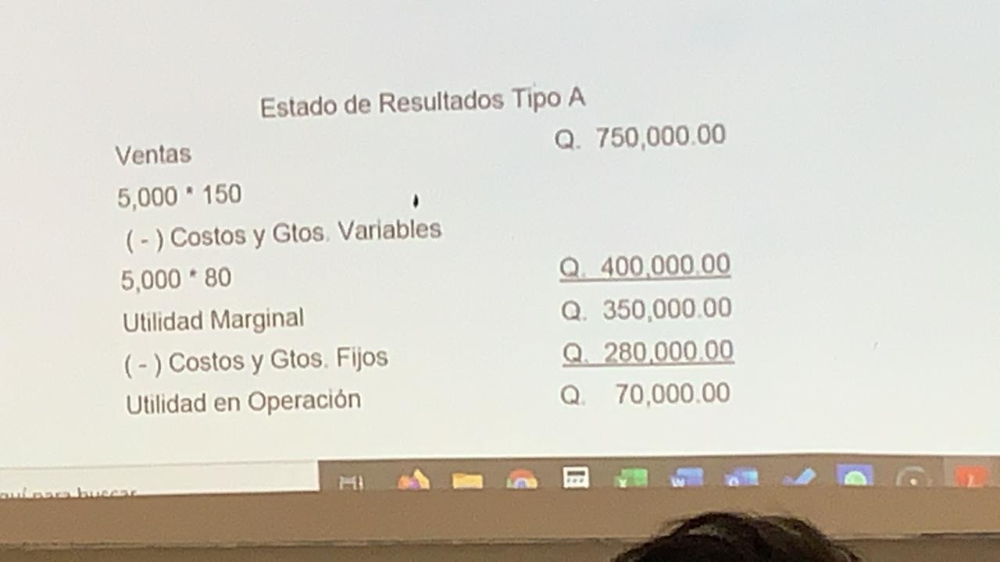 Estado de Resultados Tipo A
Ventas Q. 750,000.00
5,000 * 150
( - ) Costos y Gtos. Variables
5,000 * 80 Q. 400,000.00
Utilidad Marginal Q. 350,000.00
( - ) Costos y Gtos. Fijos Q. 280,000.00
Utilidad en Operación Q. 70,000.00
quí para buscar